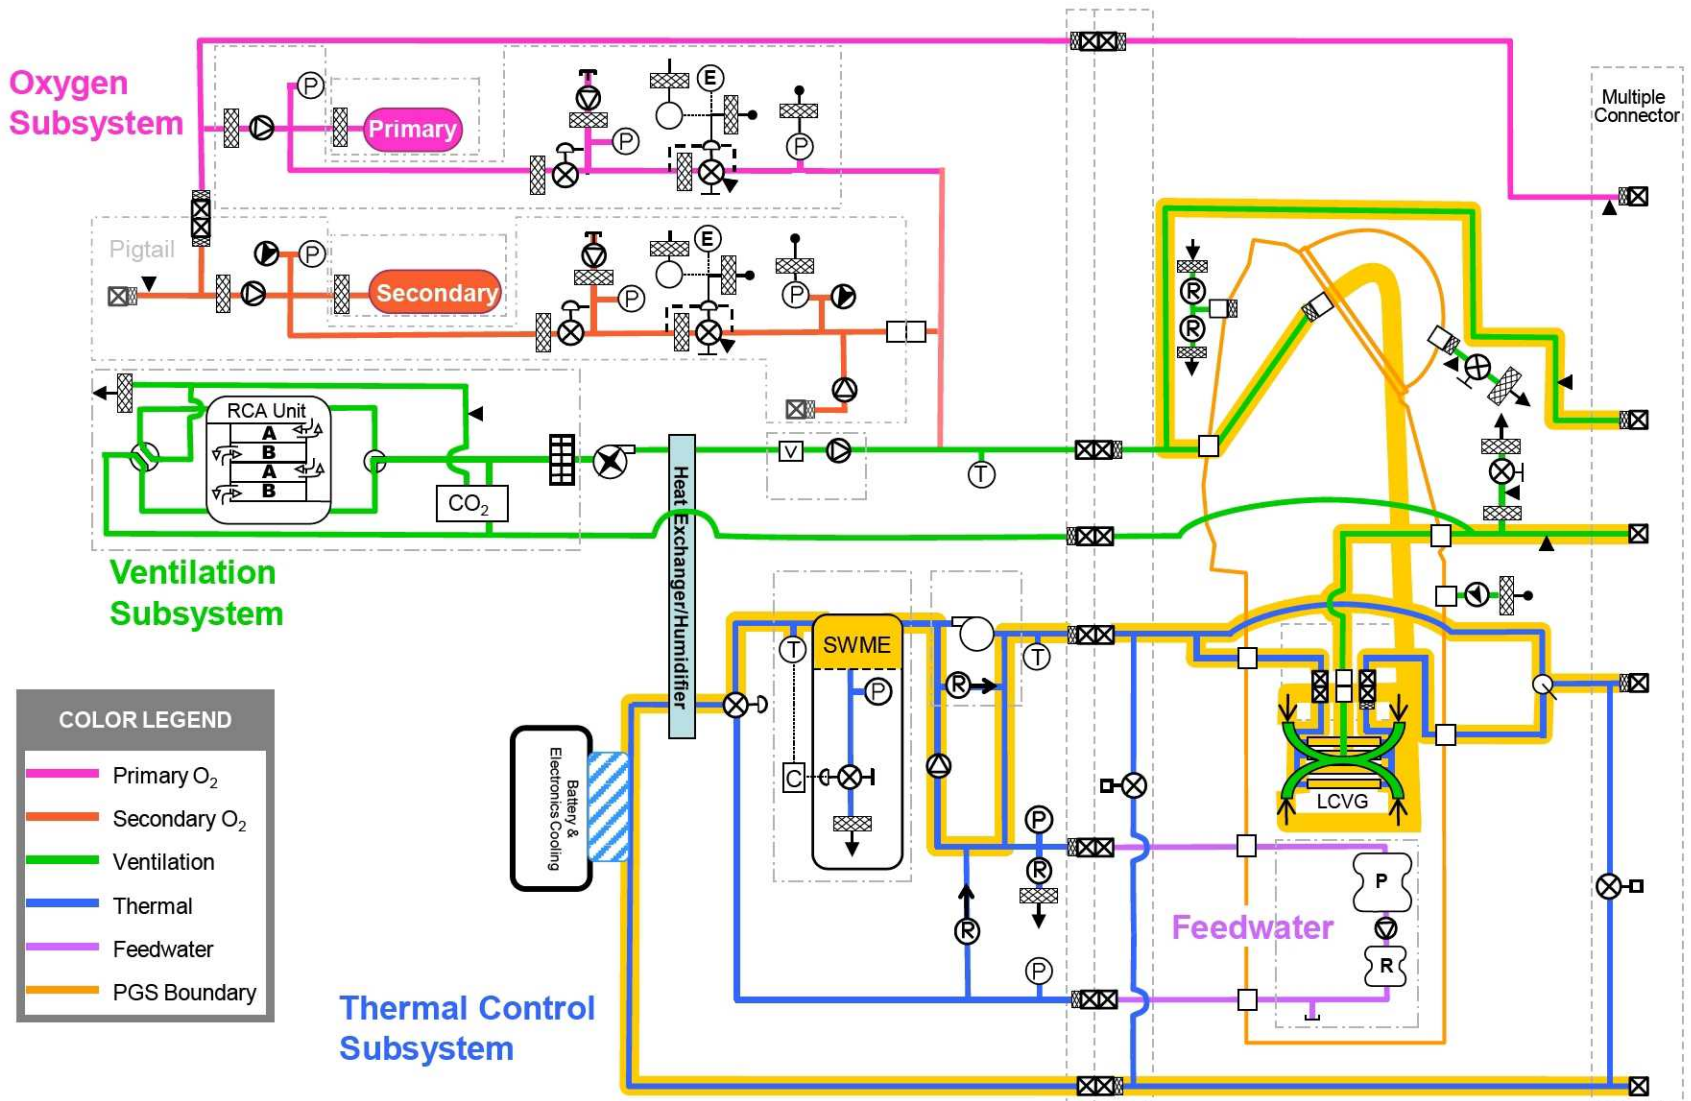 Oxygen
Subsystem
P
Primary
P
E
P
Multiple
Connector
Pigtail
P
Secondary
P
E
P
R
R
RCA Unit
A
B
A
B
CO2
V
T
Heat Exchanger/Humidifier
Ventilation
Subsystem
T
SWME
P
C
R
T
LCVG
COLOR LEGEND
Primary O2
Secondary O2
Ventilation
Thermal
Feedwater
PGS Boundary
Battery &
Electronics Cooling
P
R
R
P
P
R
Feedwater
Thermal Control
Subsystem